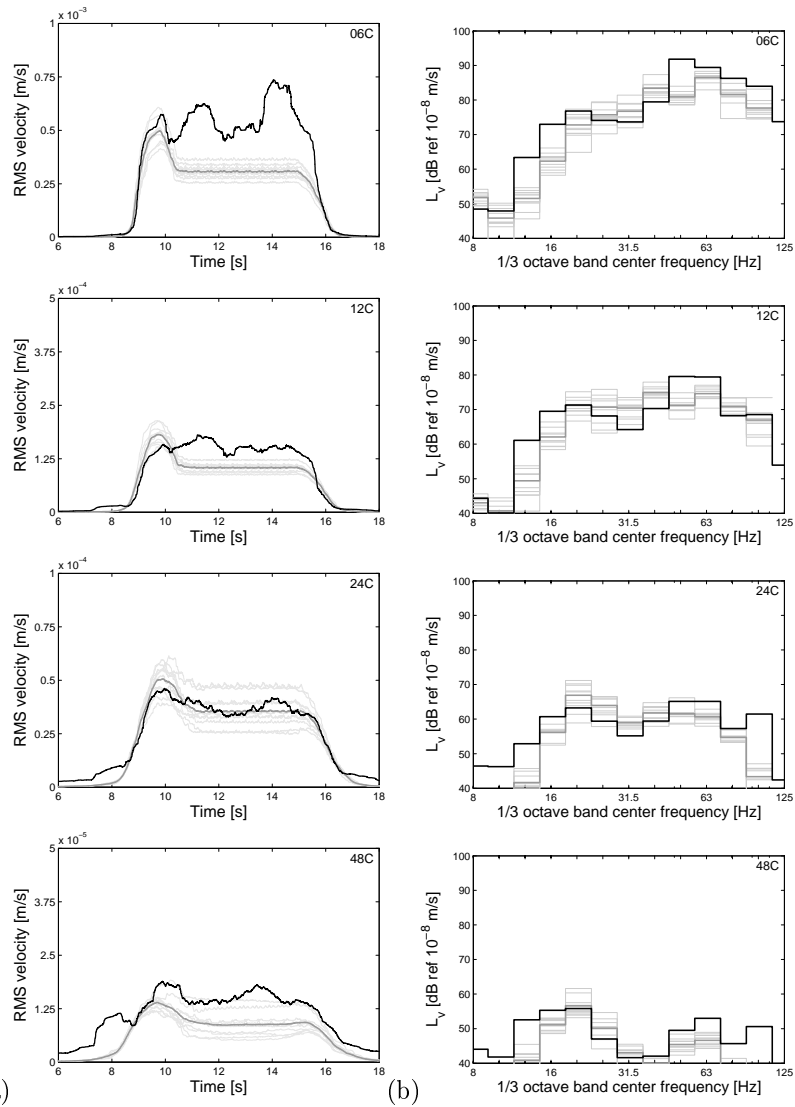 x 10⁻³
06C
1
0.75
0.5
0.25
0
6 8 10 12 14 16 18
RMS velocity [m/s]
Time [s]
06C
100
90
80
70
60
50
40
8 16 31.5 63 125
L_v [dB ref 10⁻⁸ m/s]
1/3 octave band center frequency [Hz]
x 10⁻⁴
12C
5
3.75
2.5
1.25
0
6 8 10 12 14 16 18
RMS velocity [m/s]
Time [s]
12C
100
90
80
70
60
50
40
8 16 31.5 63 125
L_v [dB ref 10⁻⁸ m/s]
1/3 octave band center frequency [Hz]
x 10⁻⁴
24C
1
0.75
0.5
0.25
0
6 8 10 12 14 16 18
RMS velocity [m/s]
Time [s]
24C
100
90
80
70
60
50
40
8 16 31.5 63 125
L_v [dB ref 10⁻⁸ m/s]
1/3 octave band center frequency [Hz]
x 10⁻⁵
48C
5
3.75
2.5
1.25
0
6 8 10 12 14 16 18
RMS velocity [m/s]
Time [s]
48C
100
90
80
70
60
50
40
8 16 31.5 63 125
L_v [dB ref 10⁻⁸ m/s]
1/3 octave band center frequency [Hz]
)
(b)